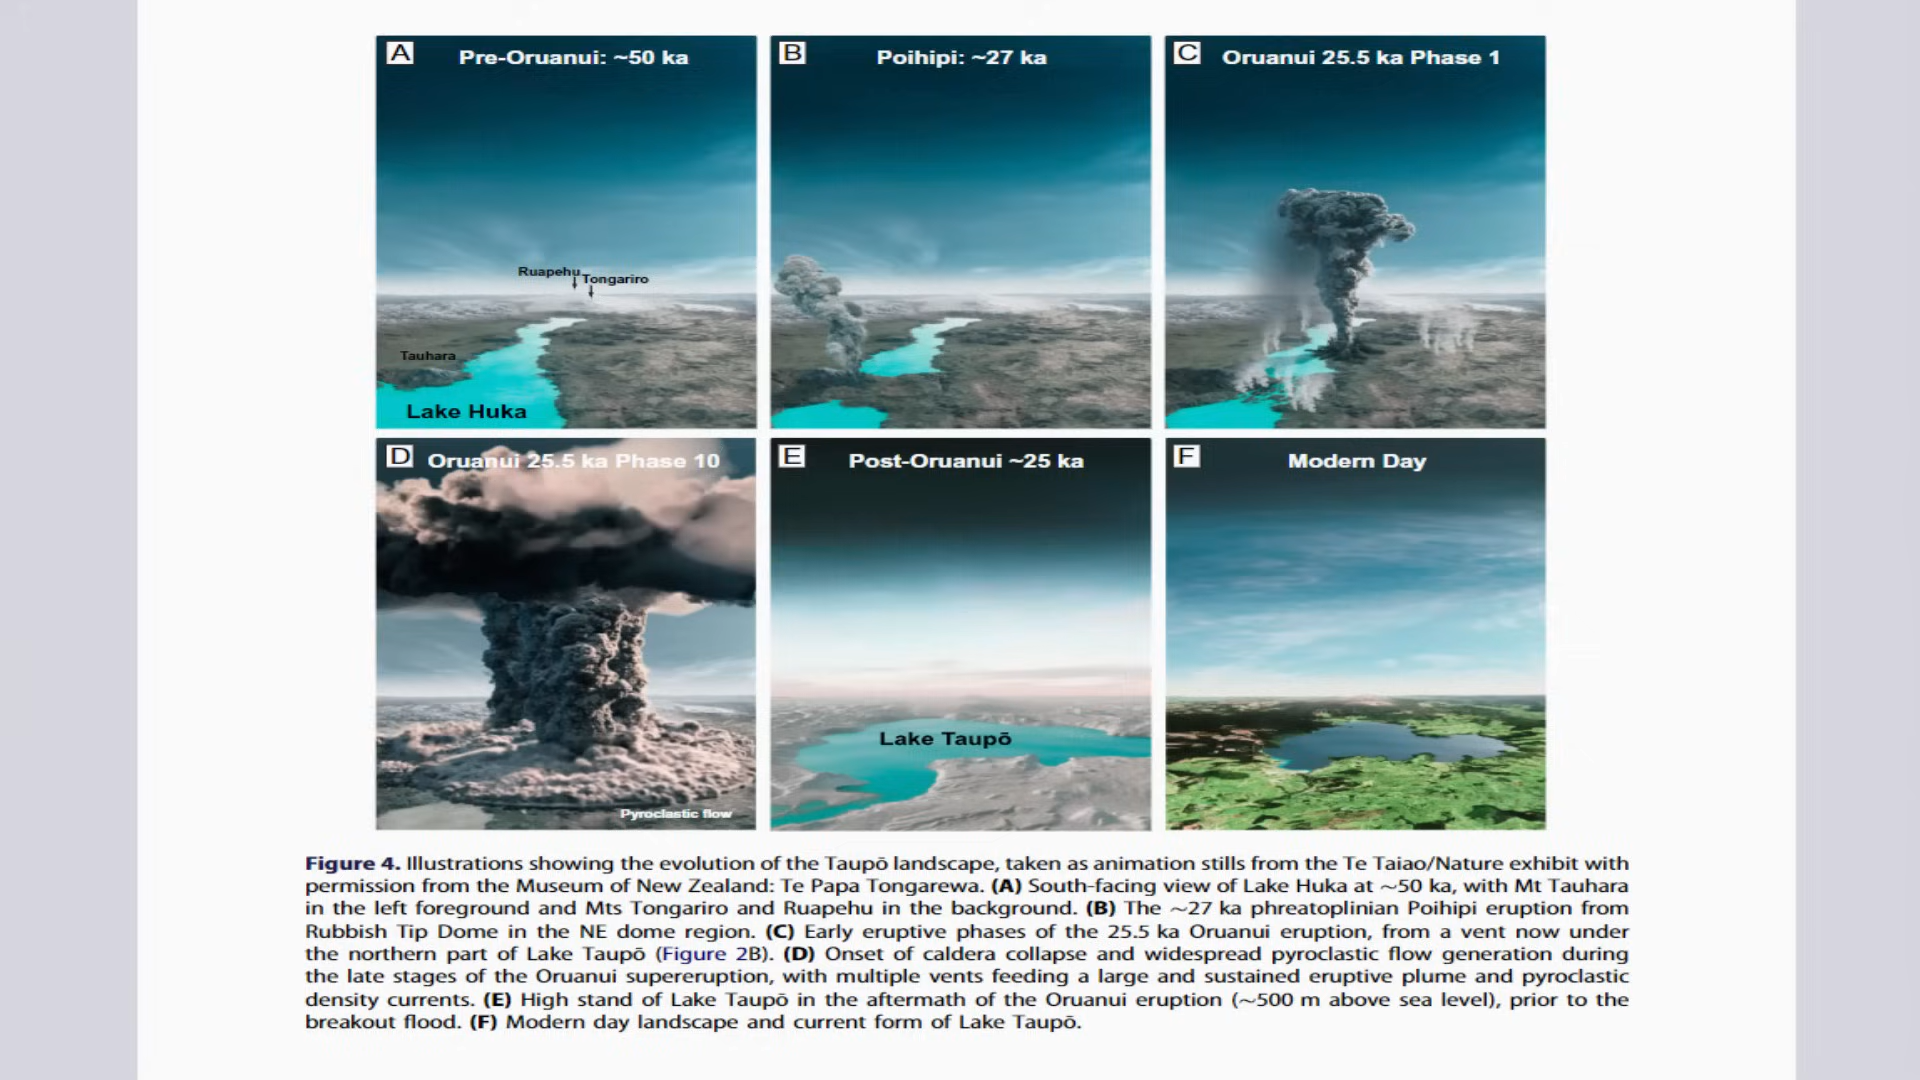 A
Pre-Oruanui: ~50 ka
Ruapehu
Tongariro
Tauhara
Lake Huka
B
Poihipi: ~27 ka
C
Oruanui 25.5 ka Phase 1
D
Oruanui 25.5 ka Phase 10
Pyroclastic flow
E
Post-Oruanui ~25 ka
Lake Taupō
F
Modern Day
Figure 4. Illustrations showing the evolution of the Taupō landscape, taken as animation stills from the Te Taiao/Nature exhibit with
permission from the Museum of New Zealand: Te Papa Tongarewa. (A) South-facing view of Lake Huka at ~50 ka, with Mt Tauhara
in the left foreground and Mts Tongariro and Ruapehu in the background. (B) The ~27 ka phreatoplinian Poihipi eruption from
Rubbish Tip Dome in the NE dome region. (C) Early eruptive phases of the 25.5 ka Oruanui eruption, from a vent now under
the northern part of Lake Taupō (Figure 2B). (D) Onset of caldera collapse and widespread pyroclastic flow generation during
the late stages of the Oruanui supereruption, with multiple vents feeding a large and sustained eruptive plume and pyroclastic
density currents. (E) High stand of Lake Taupō in the aftermath of the Oruanui eruption (~500 m above sea level), prior to the
breakout flood. (F) Modern day landscape and current form of Lake Taupō.